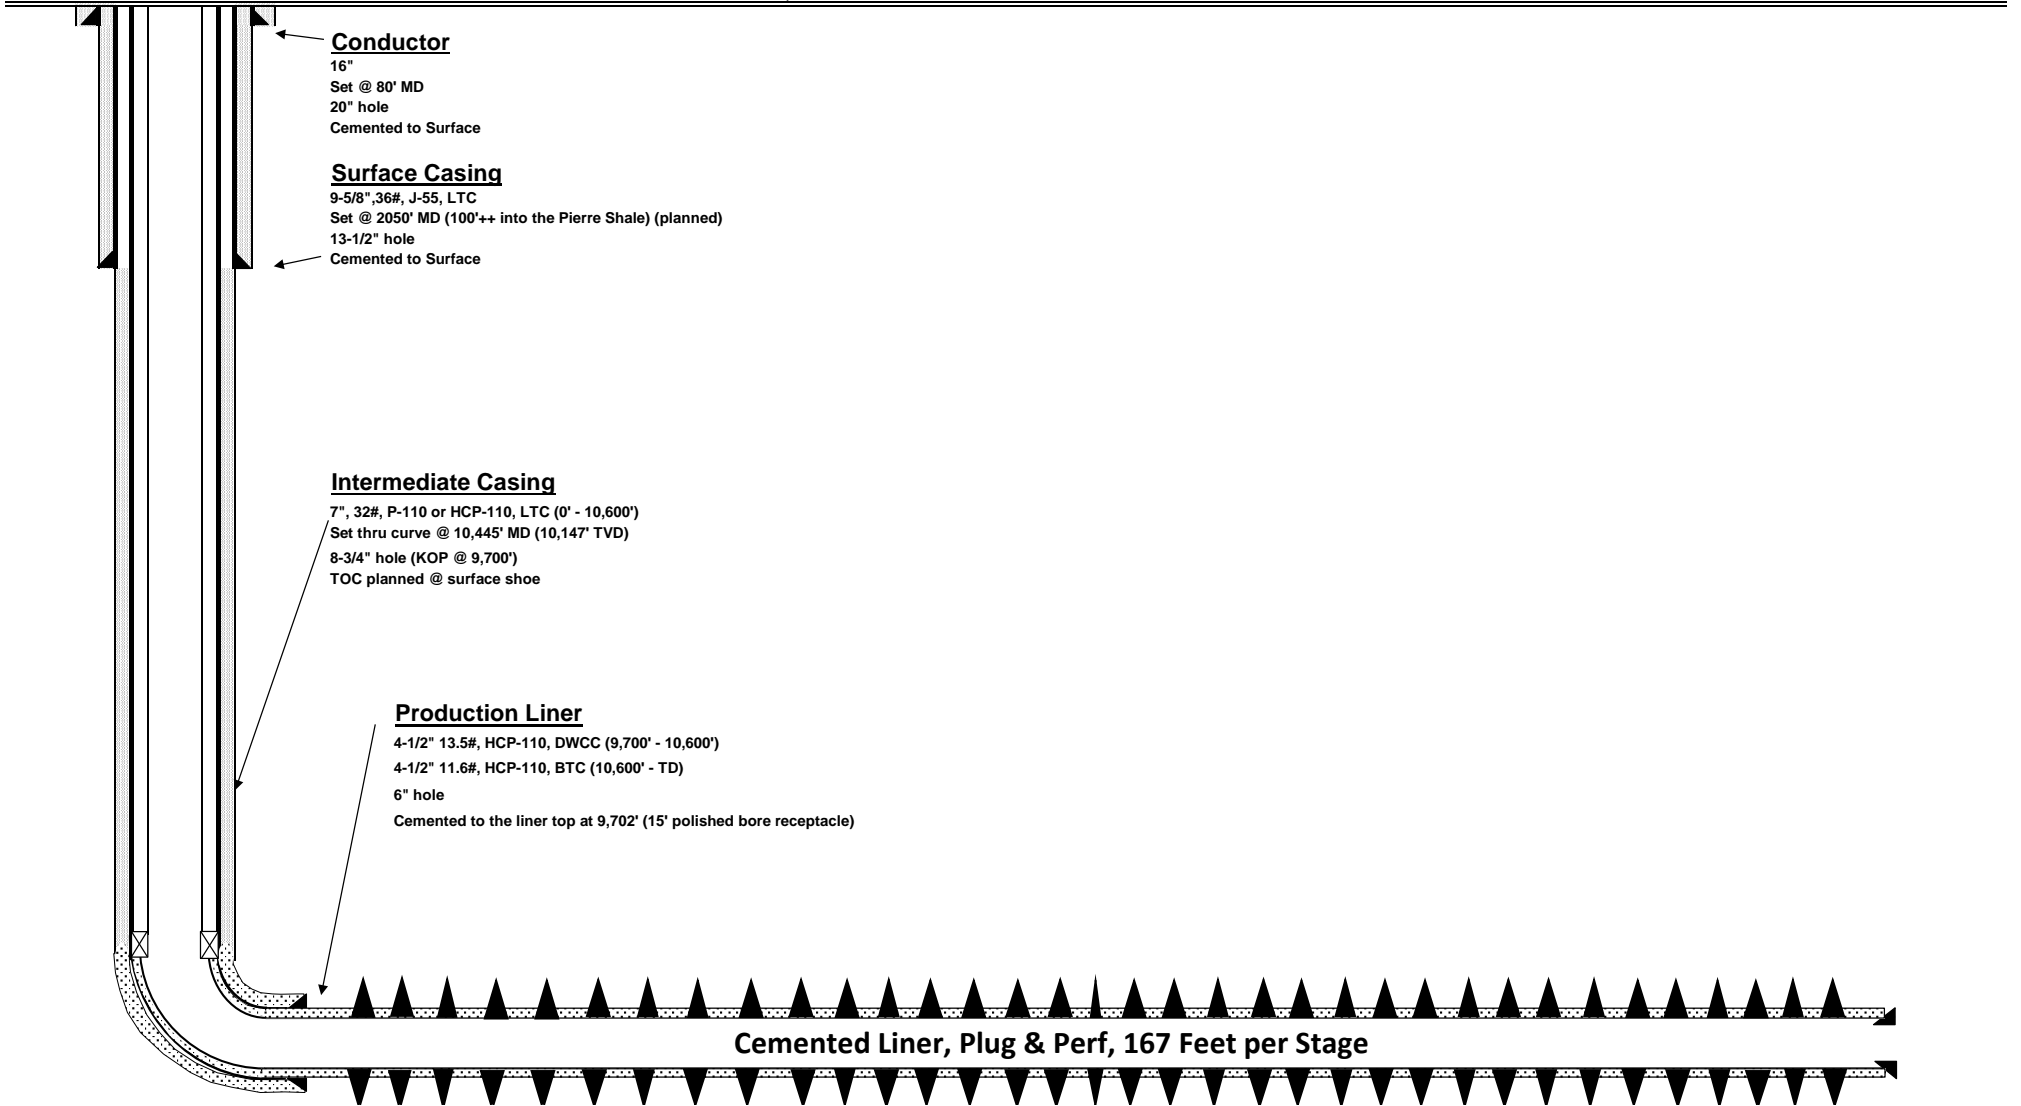 Conductor
16"
Set @ 80' MD
20" hole
Cemented to Surface
Surface Casing
9-5/8",36#, J-55, LTC
Set @ 2050' MD (100'++ into the Pierre Shale) (planned)
13-1/2" hole
Cemented to Surface
Intermediate Casing
7", 32#, P-110 or HCP-110, LTC (0' - 10,600')
Set thru curve @ 10,445' MD (10,147' TVD)
8-3/4" hole (KOP @ 9,700')
TOC planned @ surface shoe
Production Liner
4-1/2" 13.5#, HCP-110, DWCC (9,700' - 10,600')
4-1/2" 11.6#, HCP-110, BTC (10,600' - TD)
6" hole
Cemented to the liner top at 9,702' (15' polished bore receptacle)
Cemented Liner, Plug & Perf, 167 Feet per Stage